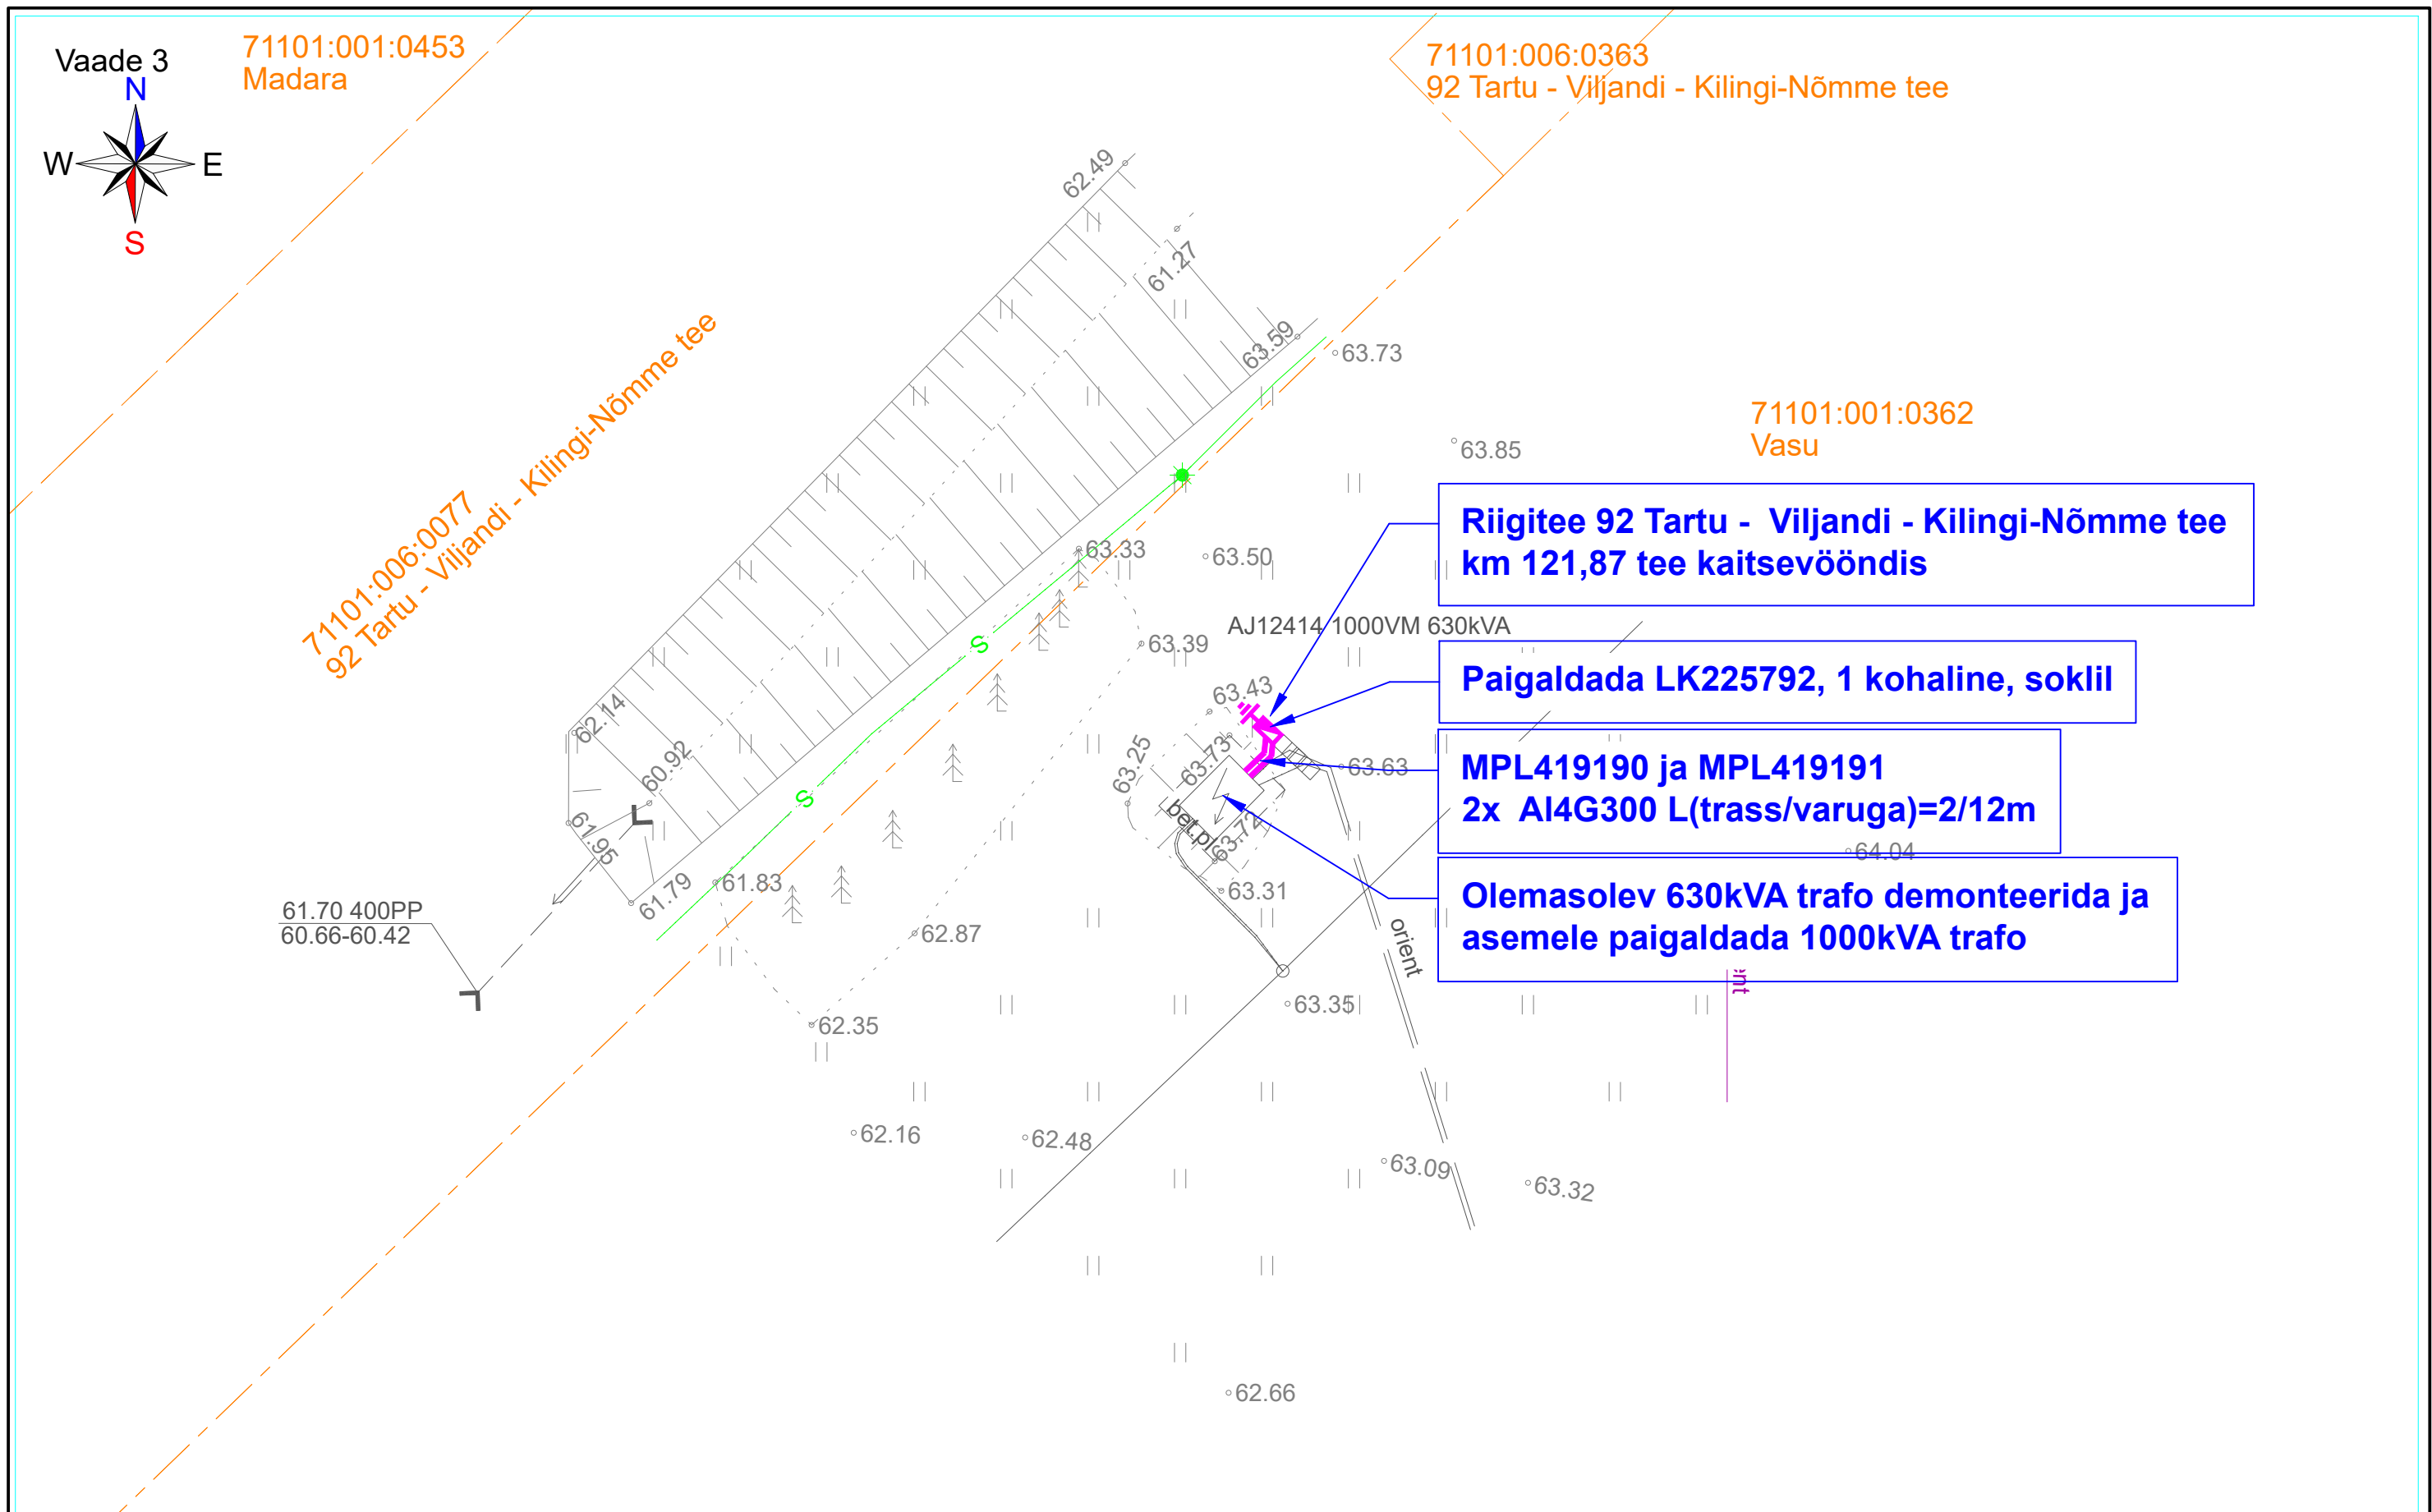 Vaade 3
N
W
E
S
71101:001:0453
Madara
71101:006:0363
92 Tartu - Viljandi - Kilingi-Nõmme tee
62.49
61.27
63.59
63.73
71101:001:0362
Vasu
63.85
71101:006:0077
92 Tartu - Viljandi - Kilingi-Nõmme tee
Riigitee 92 Tartu -  Viljandi - Kilingi-Nõmme tee
km 121,87 tee kaitsevööndis
63.33
63.50
AJ12414 1000VM 630kVA
S
63.39
Paigaldada LK225792, 1 kohaline, soklil
63.43
62.14
63.25
63.73
63.63
MPL419190 ja MPL419191
2x  Al4G300 L(trass/varuga)=2/12m
60.92
S
bet.pl
63.72
61.95
64.04
61.83
61.79
63.31
Olemasolev 630kVA trafo demonteerida ja
asemele paigaldada 1000kVA trafo
61.70 400PP
60.66-60.42
62.87
orient
63.35
62.35
62.16
62.48
63.09
63.32
62.66